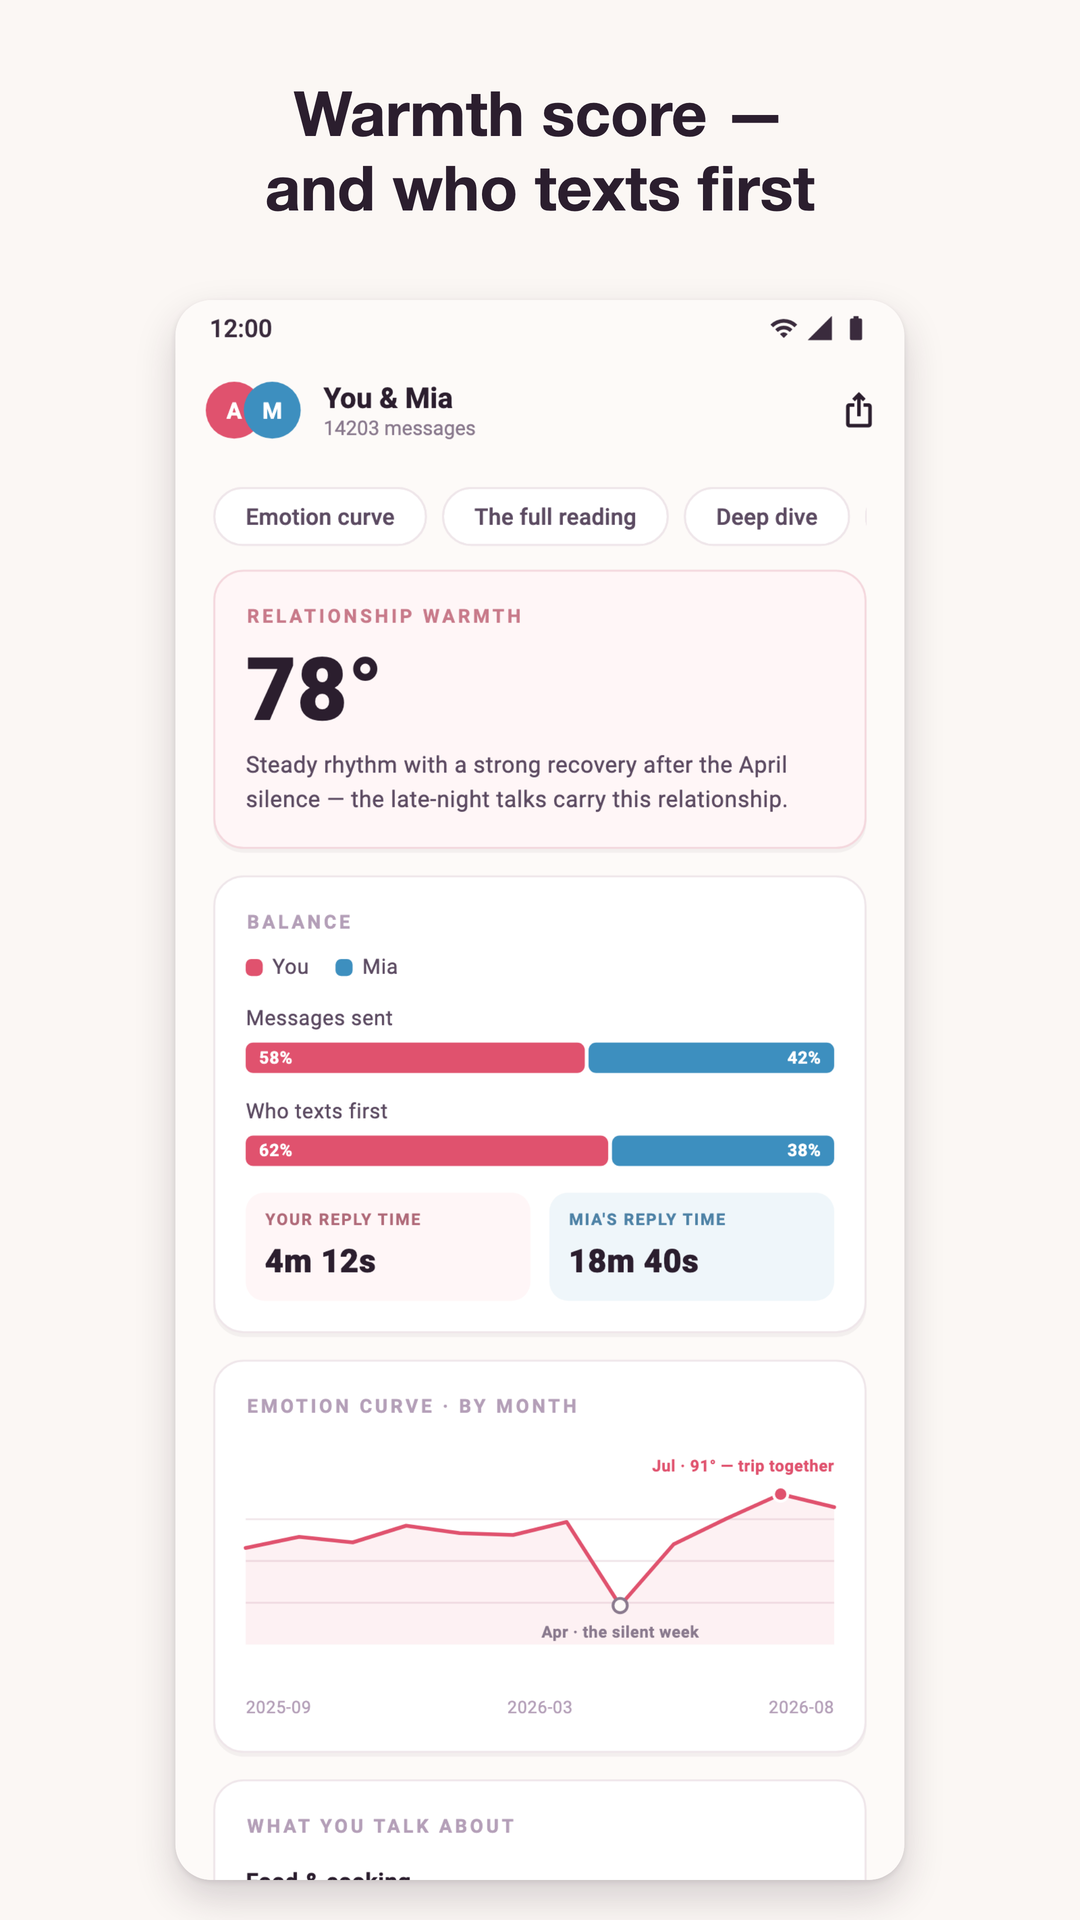 Warmth score —
and who texts first
12:00
A M
You & Mia
14203 messages
Emotion curve
The full reading
Deep dive
RELATIONSHIP WARMTH
78°
Steady rhythm with a strong recovery after the April
silence — the late-night talks carry this relationship.
BALANCE
You Mia
Messages sent
58% 42%
Who texts first
62% 38%
YOUR REPLY TIME
4m 12s
MIA'S REPLY TIME
18m 40s
EMOTION CURVE · BY MONTH
Jul · 91° — trip together
Apr · the silent week
2025-09 2026-03 2026-08
WHAT YOU TALK ABOUT
Food & cooking